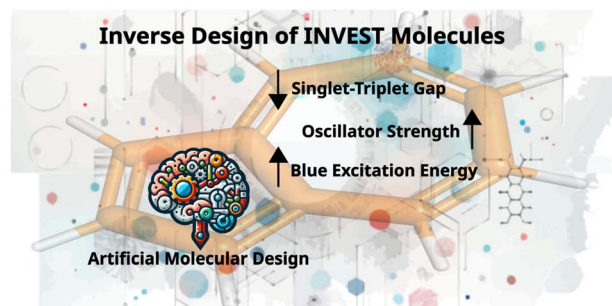 Inverse Design of INVEST Molecules
Singlet-Triplet Gap
Oscillator Strength
Blue Excitation Energy
Artificial Molecular Design